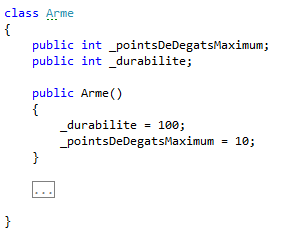 class Arme
{
public int _pointsDeDegatsMaximum;
public int _durabilite;
public Arme()
{
_durabilite = 100;
_pointsDeDegatsMaximum = 10;
}
...
}